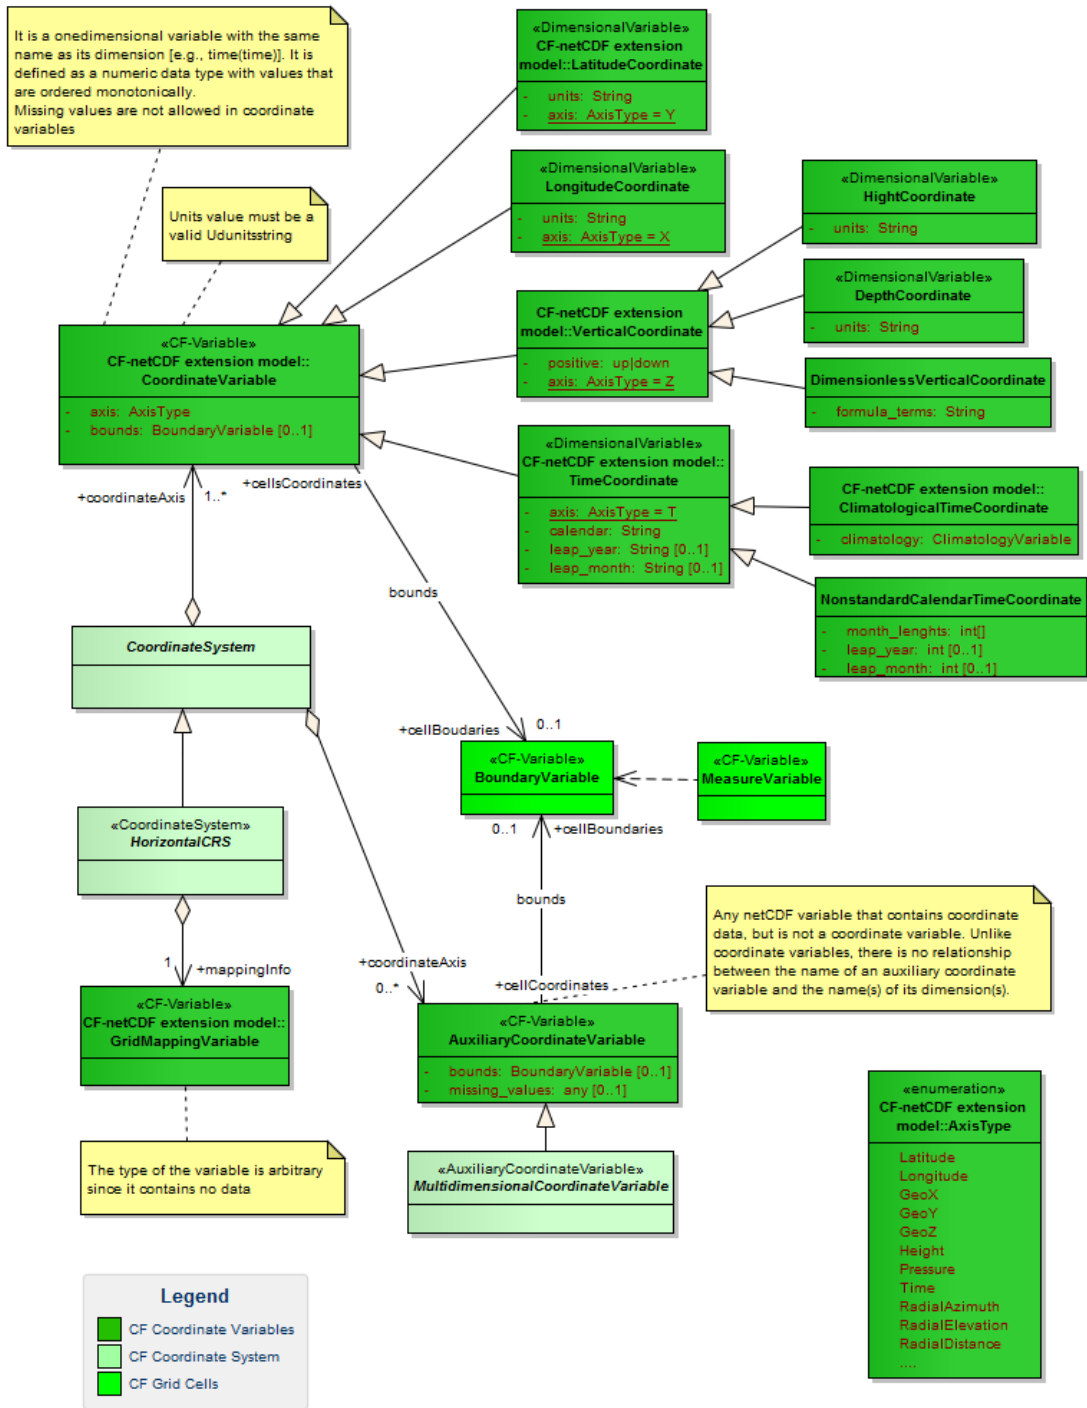 It is a onedimensional variable with the same
name as its dimension [e.g., time(time)]. It is
defined as a numeric data type with values that
are ordered monotonically.
Missing values are not allowed in coordinate
variables
Units value must be a
valid Udunitsstring
«DimensionalVariable»
CF-netCDF extension
model::LatitudeCoordinate
- units: String
- axis: AxisType = Y
«DimensionalVariable»
LongitudeCoordinate
- units: String
- axis: AxisType = X
«DimensionalVariable»
HightCoordinate
- units: String
«DimensionalVariable»
DepthCoordinate
- units: String
CF-netCDF extension
model::VerticalCoordinate
- positive: up|down
- axis: AxisType = Z
DimensionlessVerticalCoordinate
- formula_terms: String
«CF-Variable»
CF-netCDF extension model::
CoordinateVariable
- axis: AxisType
- bounds: BoundaryVariable [0..1]
«DimensionalVariable»
CF-netCDF extension model::
TimeCoordinate
- axis: AxisType = T
- calendar: String
- leap_year: String [0..1]
- leap_month: String [0..1]
CF-netCDF extension model::
ClimatologicalTimeCoordinate
- climatology: ClimatologyVariable
NonstandardCalendarTimeCoordinate
- month_lenghts: int[]
- leap_year: int [0..1]
- leap_month: int [0..1]
+coordinateAxis
1..*
+cellsCoordinates
bounds
CoordinateSystem
+cellBoudaries
0..1
«CF-Variable»
BoundaryVariable
«CF-Variable»
MeasureVariable
«CoordinateSystem»
HorizontalCRS
0..1
+cellBoundaries
bounds
1
+mappingInfo
+coordinateAxis
0..*
+cellCoordinates
Any netCDF variable that contains coordinate
data, but is not a coordinate variable. Unlike
coordinate variables, there is no relationship
between the name of an auxiliary coordinate
variable and the name(s) of its dimension(s).
«CF-Variable»
CF-netCDF extension model::
GridMappingVariable
«CF-Variable»
AuxiliaryCoordinateVariable
- bounds: BoundaryVariable [0..1]
- missing_values: any [0..1]
The type of the variable is arbitrary
since it contains no data
«AuxiliaryCoordinateVariable»
MultidimensionalCoordinateVariable
«enumeration»
CF-netCDF extension
model::AxisType
Latitude
Longitude
GeoX
GeoY
GeoZ
Height
Pressure
Time
RadialAzimuth
RadialElevation
RadialDistance
....
Legend
CF Coordinate Variables
CF Coordinate System
CF Grid Cells